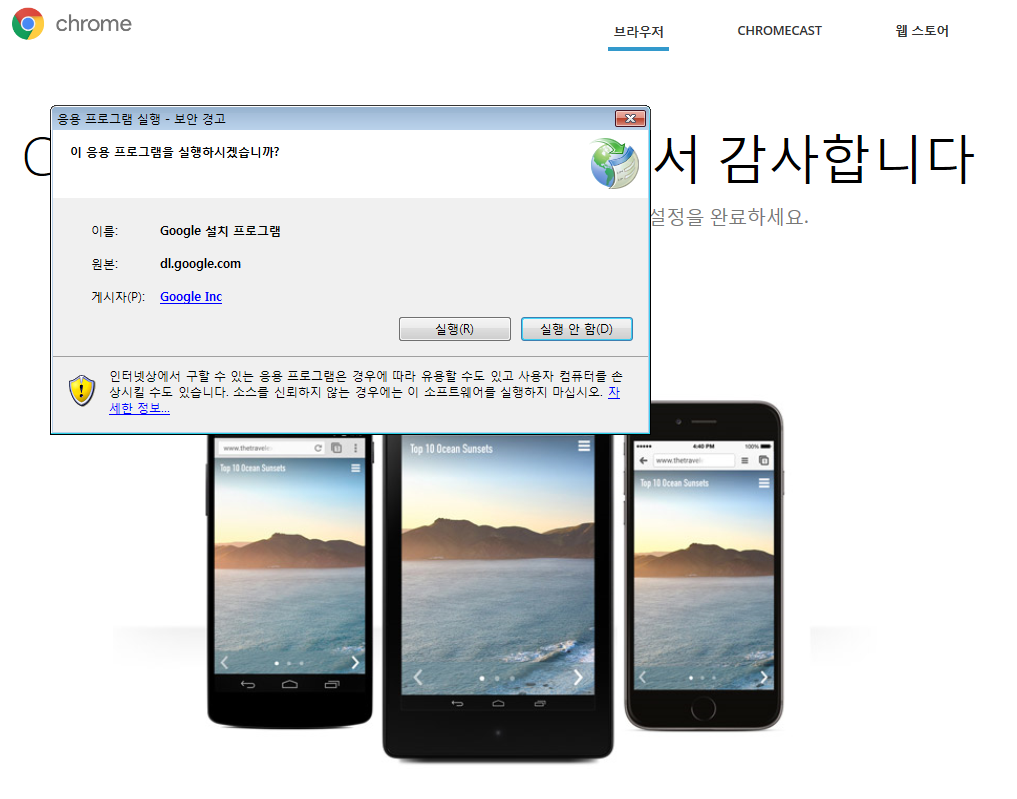 chrome
브라우저
CHROMECAST
웹 스토어
응용 프로그램 실행 - 보안 경고
이 응용 프로그램을 실행하시겠습니까?
서 감사합니다
설정을 완료하세요.
이름: Google 설치 프로그램
원본: dl.google.com
게시자(P): Google Inc
실행(R)
실행 안 함(D)
인터넷상에서 구할 수 있는 응용 프로그램은 경우에 따라 유용할 수도 있고 사용자 컴퓨터를 손
상시킬 수도 있습니다. 소스를 신뢰하지 않는 경우에는 이 소프트웨어를 실행하지 마십시오. 자
세한 정보...
www.thetravele
Top 10 Ocean Sunsets
Top 10 Ocean Sunsets
4:40 PM
100%
www.thetravele
Top 10 Ocean Sunsets